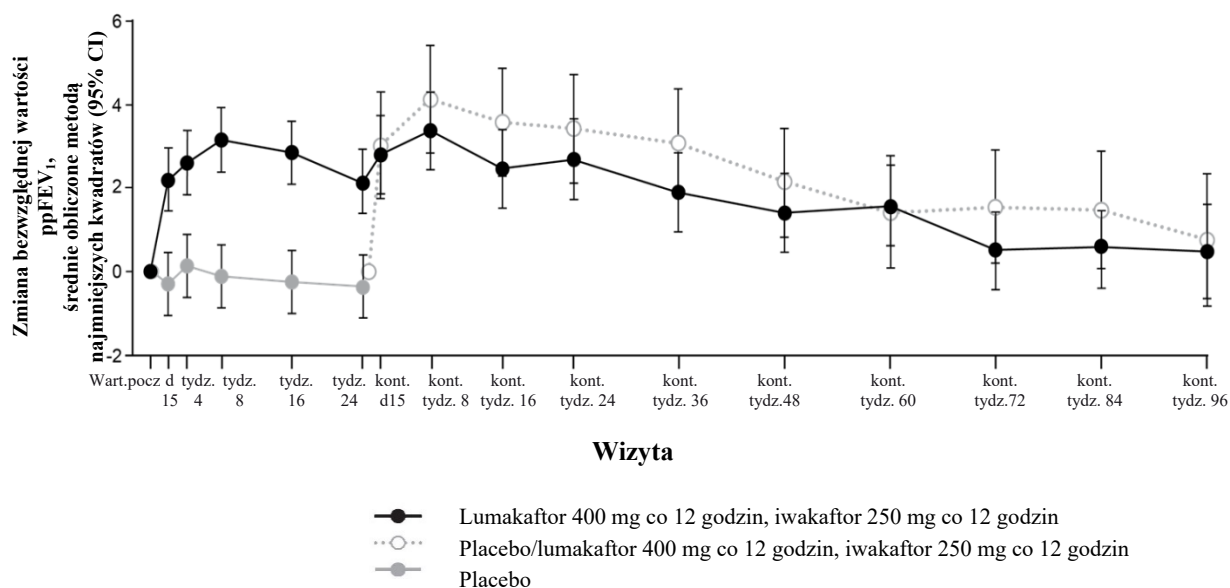 Zmiana bezwzględnej wartości
ppFEV1,
średnie obliczone metodą
najmniejszych kwadratów (95% CI)
6
4
2
0
-2
Wart.pocz d tydz. tydz. tydz. tydz. kont. kont. kont. kont. kont. kont. kont. kont. kont. kont.
15 4 8 16 24 d15 tydz. 8 tydz. 16 tydz. 24 tydz. 36 tydz.48 tydz. 60 tydz.72 tydz. 84 tydz. 96
Wizyta
Lumakaftor 400 mg co 12 godzin, iwakaftor 250 mg co 12 godzin
Placebo/lumakaftor 400 mg co 12 godzin, iwakaftor 250 mg co 12 godzin
Placebo